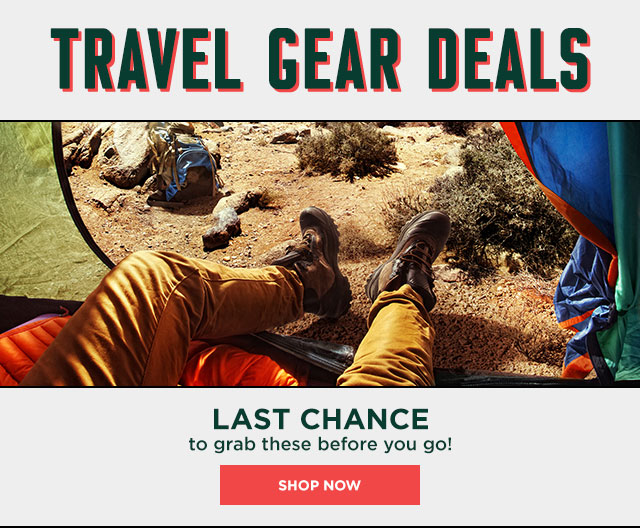 TRAVEL GEAR DEALS
LAST CHANCE
to grab these before you go!
SHOP NOW